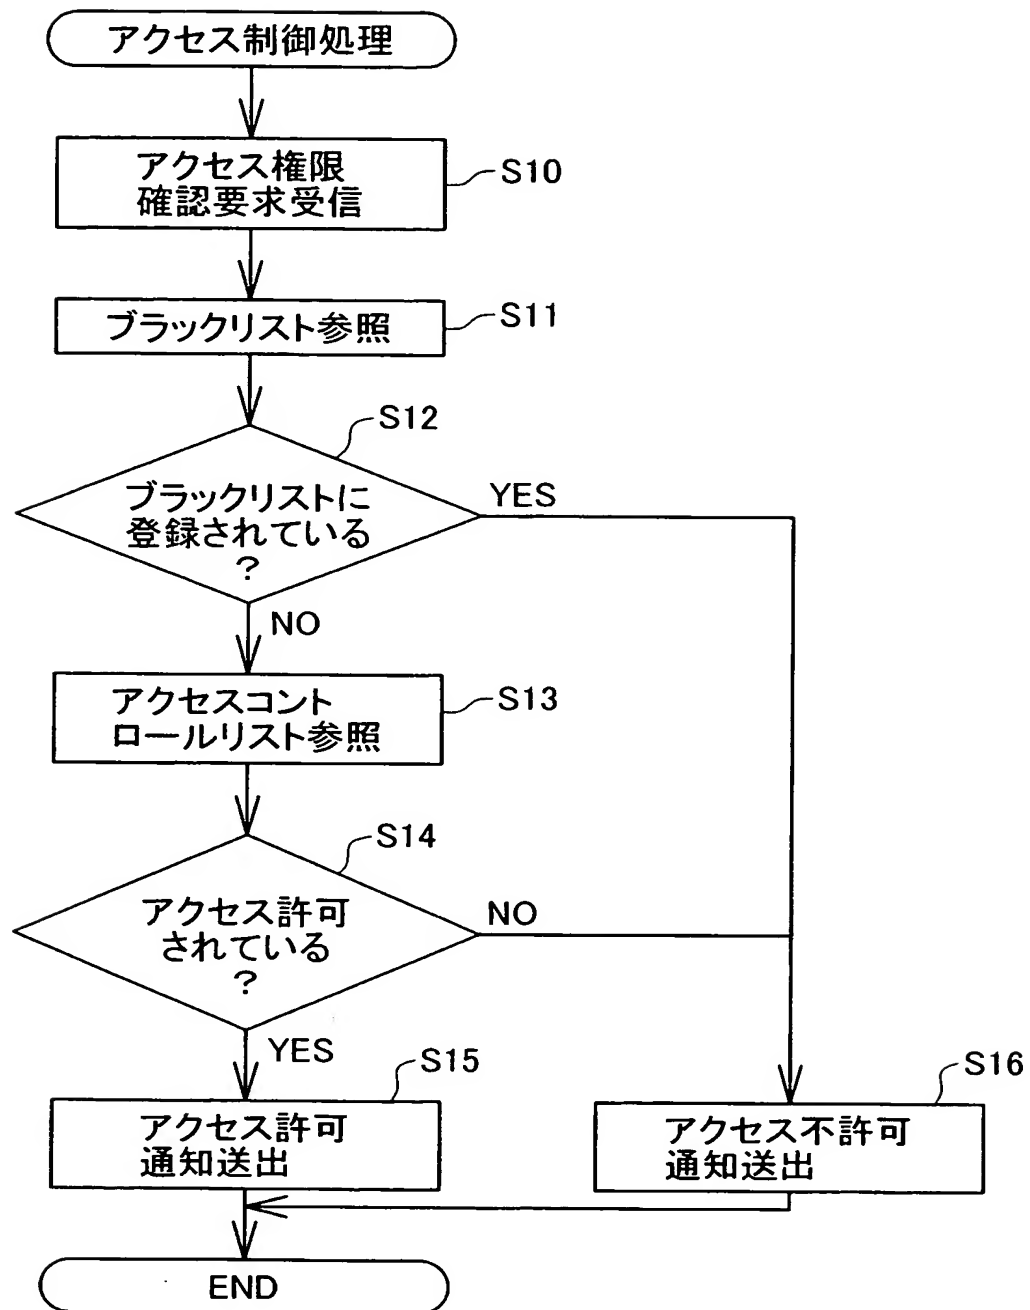 アクセス制御処理
アクセス権限
確認要求受信
S10
ブラックリスト参照
S11
S12
ブラックリストに
登録されている
?
YES
NO
アクセスコント
ロールリスト参照
S13
S14
アクセス許可
されている
?
NO
YES
S15
アクセス許可
通知送出
S16
アクセス不許可
通知送出
END